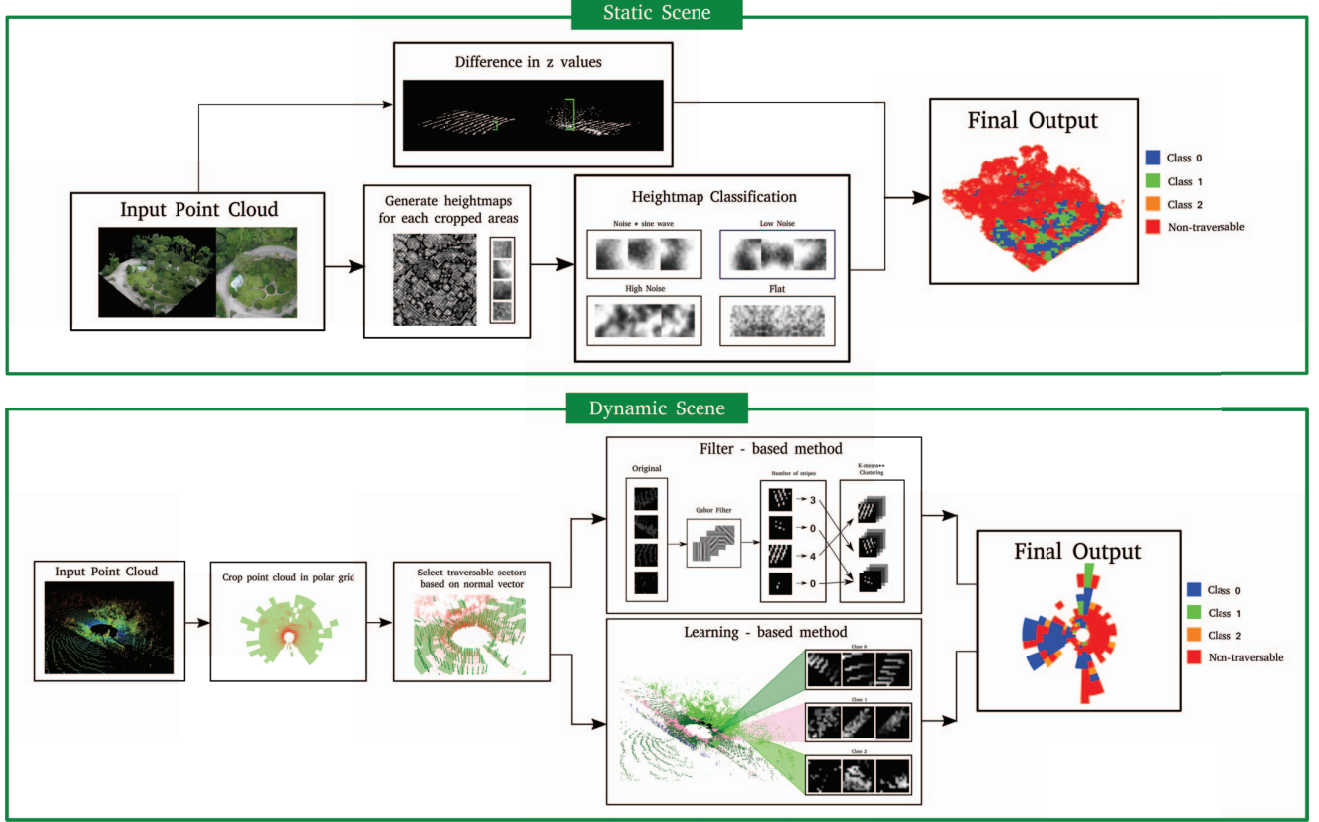 Static Scene
Difference in z values
Input Point Cloud
Generate heightmaps
for each cropped areas
Heightmap Classification
Noise + sine wave
Low Noise
High Noise
Flat
Final Output
Class 0
Class 1
Class 2
Non-traversable
Dynamic Scene
Input Point Cloud
Crop point cloud in polar grid
Select traversable sectors
based on normal vector
Filter - based method
Original
Gabor Filter
Number of stripes
3
0
4
0
K-means++
Clustering
Learning - based method
Class 0
Class 1
Class 2
Final Output
Class 0
Class 1
Class 2
Non-traversable